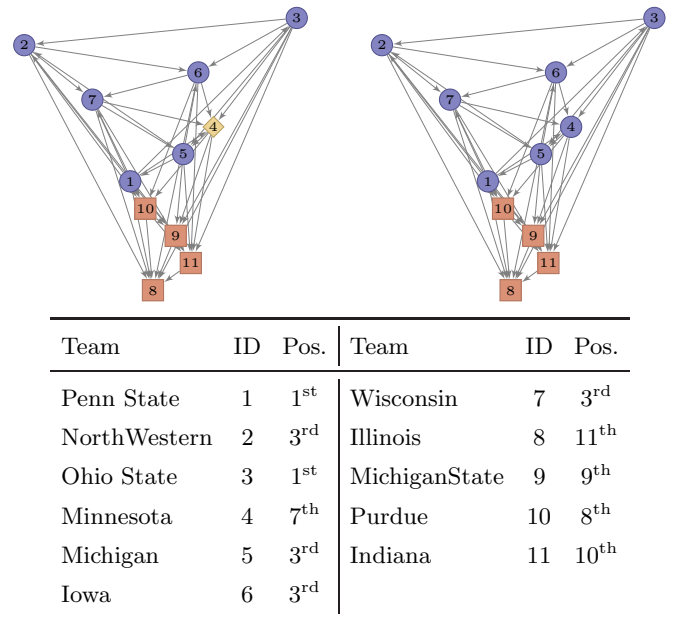 3 3
2 2
6 6
7 7
4 4
5 5
1 1
10 10
9 9
11 11
8 8
Team ID Pos. Team ID Pos.
Penn State 1 1st Wisconsin 7 3rd
NorthWestern 2 3rd Illinois 8 11th
Ohio State 3 1st MichiganState 9 9th
Minnesota 4 7th Purdue 10 8th
Michigan 5 3rd Indiana 11 10th
Iowa 6 3rd